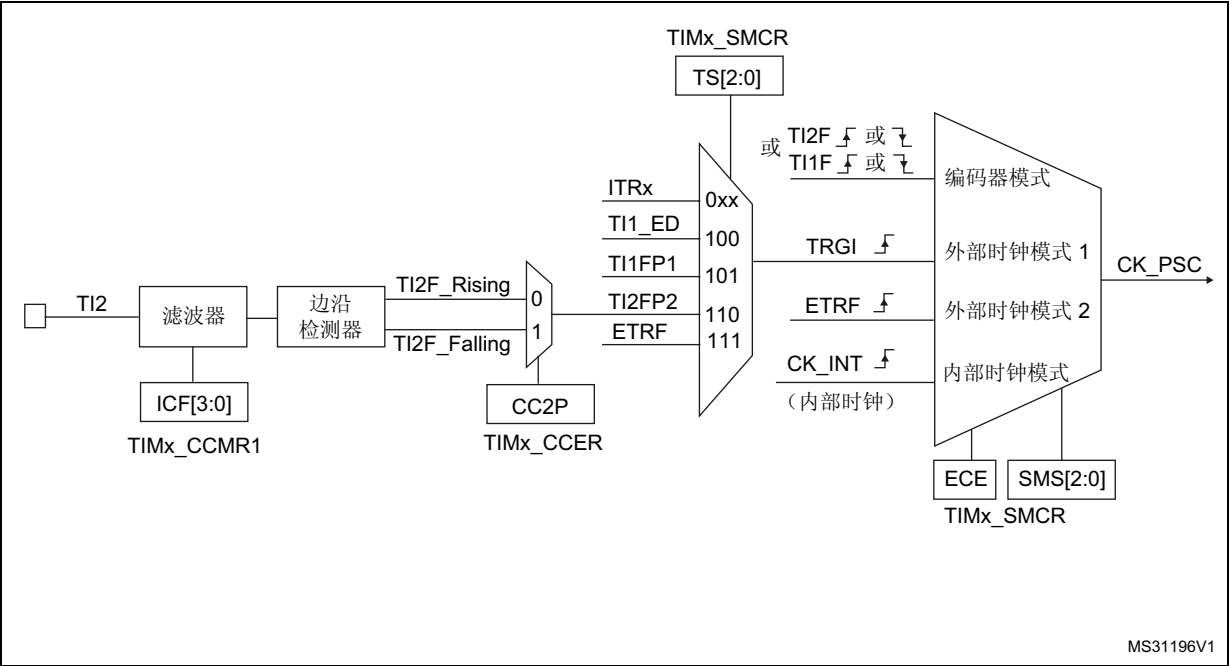 TIMx_SMCR
TS[2:0]
或 TI2F 或
TI1F 或
编码器模式
ITRx
0xx
TI1_ED
100
TRGI
外部时钟模式 1
CK_PSC
TI1FP1
101
TI2F_Rising
0
TI2
滤波器
边沿
检测器
TI2FP2
110
ETRF
外部时钟模式 2
1
ETRF
111
TI2F_Falling
CK_INT
内部时钟模式
(内部时钟)
ICF[3:0]
CC2P
TIMx_CCMR1
TIMx_CCER
ECE
SMS[2:0]
TIMx_SMCR
MS31196V1